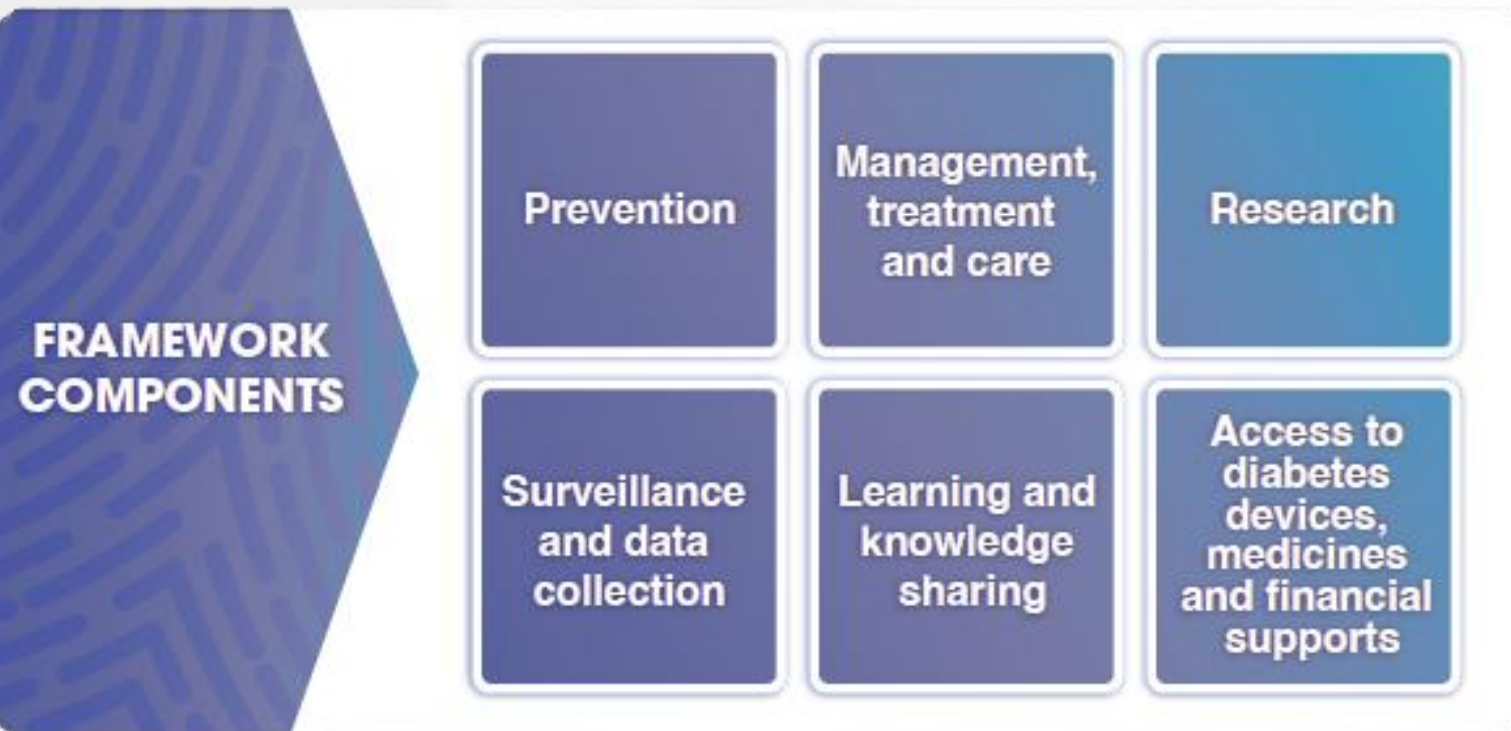 FRAMEWORK
COMPONENTS
Prevention
Management,
treatment
and care
Research
Surveillance
and data
collection
Learning and
knowledge
sharing
Access to
diabetes
devices,
medicines
and financial
supports